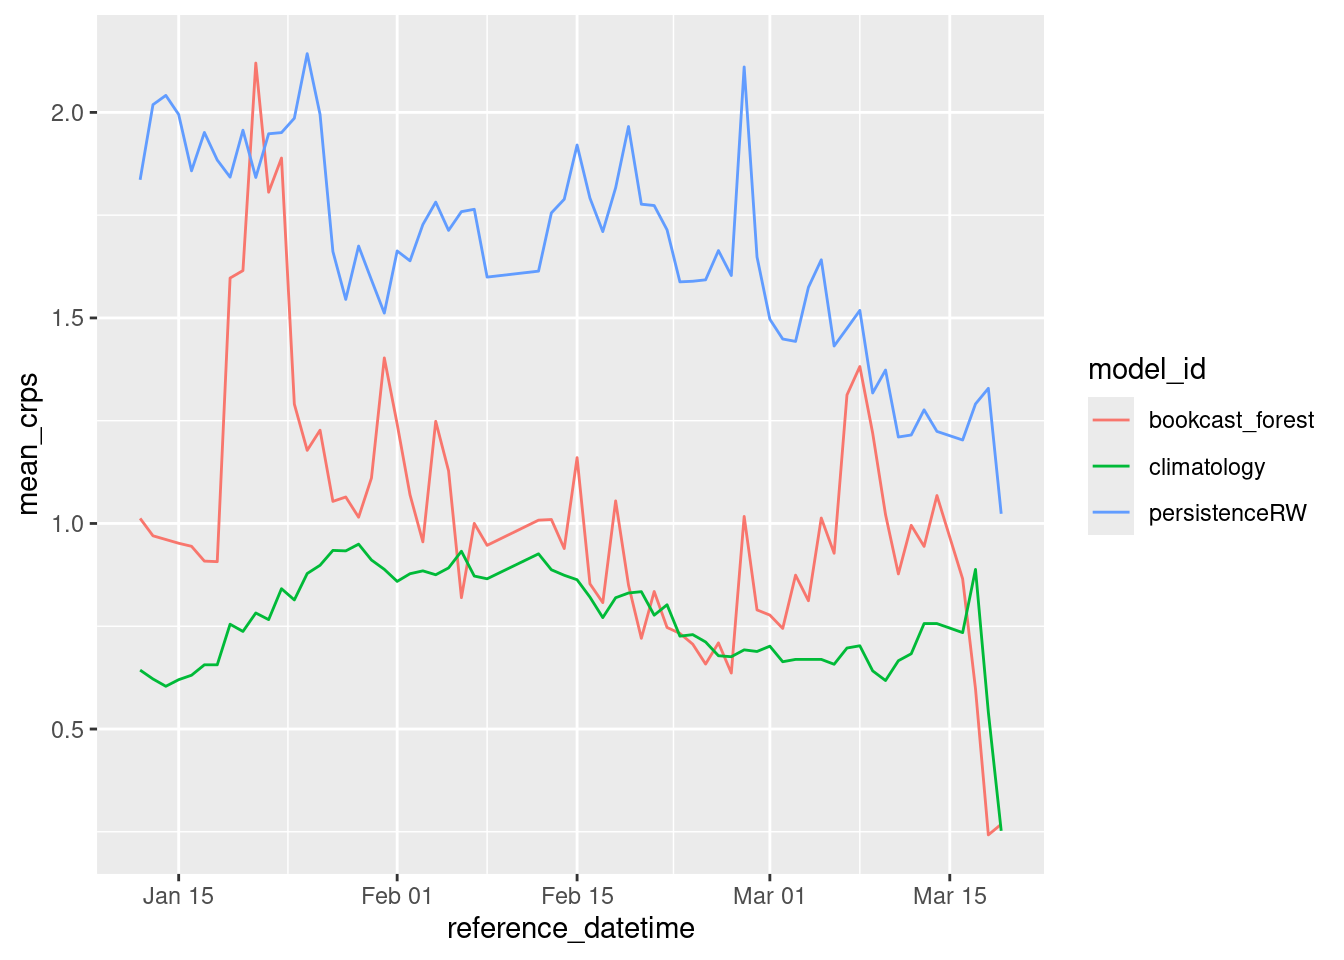 2.0
1.5
1.0
0.5
mean_crps
Jan 15
Feb 01
Feb 15
Mar 01
Mar 15
reference_datetime
model_id
bookcast_forest
climatology
persistenceRW